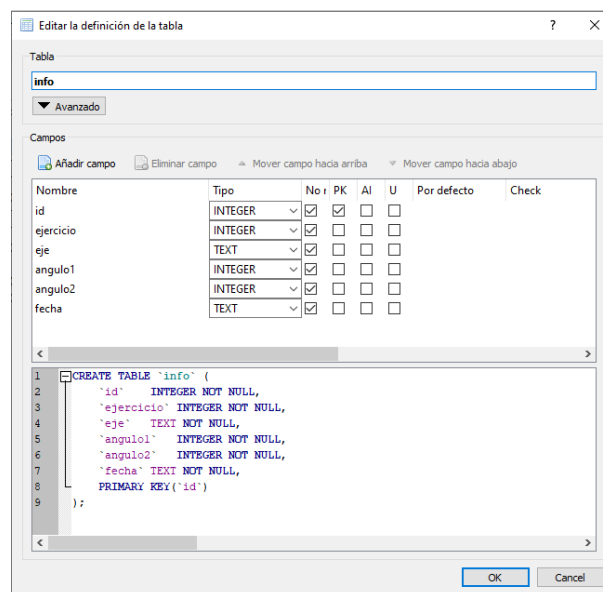 Editar la definición de la tabla ? ×
Tabla
info
Avanzado
Campos
Añadir campo Eliminar campo Mover campo hacia arriba Mover campo hacia abajo
Nombre Tipo No r PK AI U Por defecto Check
id INTEGER
ejercicio INTEGER
eje TEXT
angulo1 INTEGER
angulo2 INTEGER
fecha TEXT
1 CREATE TABLE `info` (
2 `id` INTEGER NOT NULL,
3 `ejercicio` INTEGER NOT NULL,
4 `eje` TEXT NOT NULL,
5 `angulo1` INTEGER NOT NULL,
6 `angulo2` INTEGER NOT NULL,
7 `fecha` TEXT NOT NULL,
8 PRIMARY KEY(`id`)
9 );
OK Cancel